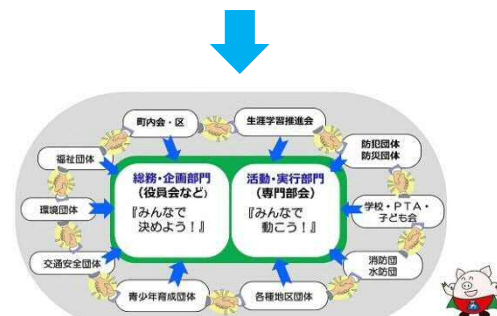 町内会・区
生涯学習推進会
福祉団体
防犯団体
防災団体
総務・企画部門
(役員会など)
『みんなで
決めよう！』
活動・実行部門
(専門部会)
『みんなで
動こう！』
環境団体
学校・PTA・
子ども会
交通安全団体
消防団
水防団
青少年育成団体
各種地区団体